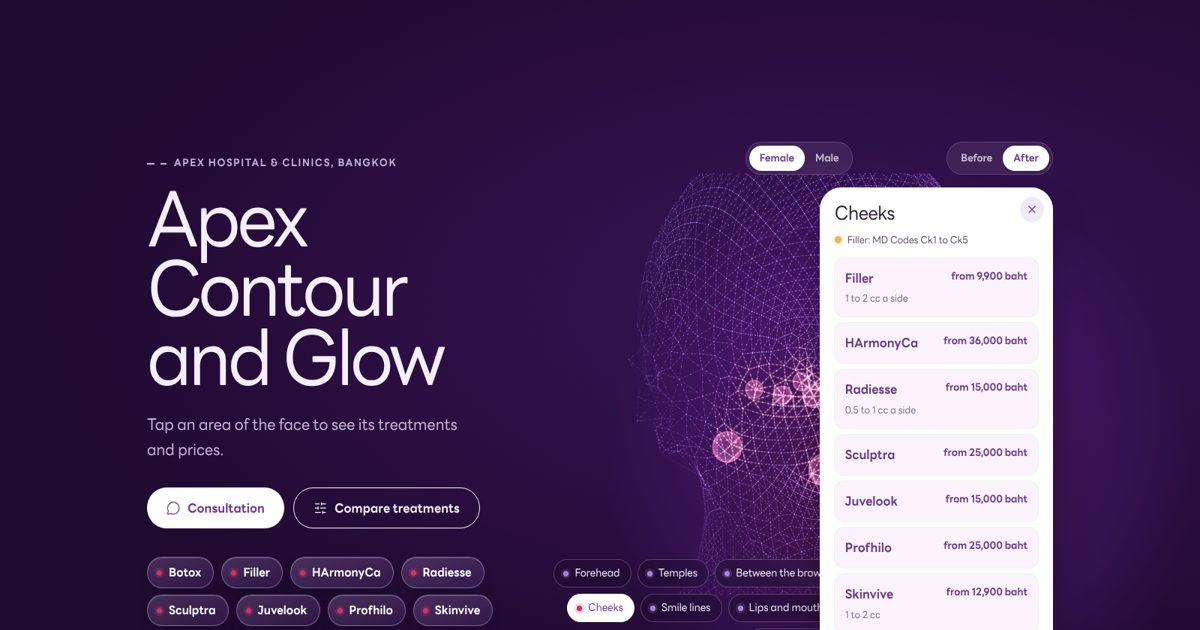 APEX HOSPITAL & CLINICS, BANGKOK
Apex
Contour
and Glow
Tap an area of the face to see its treatments
and prices.
Consultation
Compare treatments
Botox
Filler
HArmonyCa
Radiesse
Sculptra
Juvelook
Profhilo
Skinvive
Female
Male
Before
After
Cheeks
Filler: MD Codes Ck1 to Ck5
Filler
from 9,900 baht
1 to 2 cc a side
HArmonyCa
from 36,000 baht
Radiesse
from 15,000 baht
0.5 to 1 cc a side
Sculptra
from 25,000 baht
Juvelook
from 15,000 baht
Profhilo
from 25,000 baht
Skinvive
from 12,900 baht
1 to 2 cc
Forehead
Temples
Between the brow
Cheeks
Smile lines
Lips and mouth